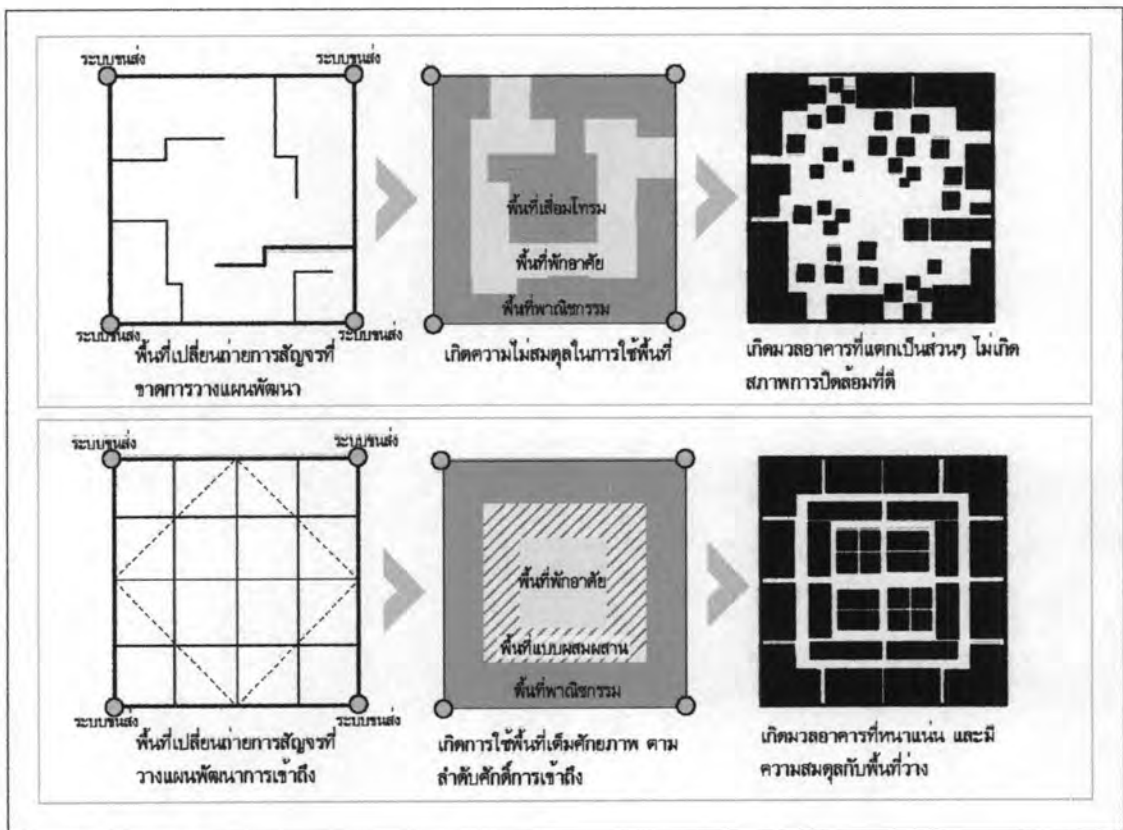 ระบบขนส่ง ระบบขนส่ง
พื้นที่เสื่อมโทรม
พื้นที่พักอาศัย
พื้นที่พาณิชกรรม
ระบบขนส่ง ระบบขนส่ง
พื้นที่เปลี่ยนถ่ายการสัญจรที่
ขาดการวางแผนพัฒนา
เกิดความไม่สมดุลในการใช้พื้นที่
เกิดมวลอาคารที่แตกเป็นส่วนๆ ไม่เกิด
สภาพการปิดล้อมที่ดี
ระบบขนส่ง ระบบขนส่ง
พื้นที่พักอาศัย
พื้นที่แบบผสมผสาน
พื้นที่พาณิชกรรม
ระบบขนส่ง ระบบขนส่ง
พื้นที่เปลี่ยนถ่ายการสัญจรที่
วางแผนพัฒนาการเข้าถึง
เกิดการใช้พื้นที่เต็มศักยภาพ ตาม
ลำดับศักดิ์การเข้าถึง
เกิดมวลอาคารที่หนาแน่น และมี
ความสมดุลกับพื้นที่ว่าง